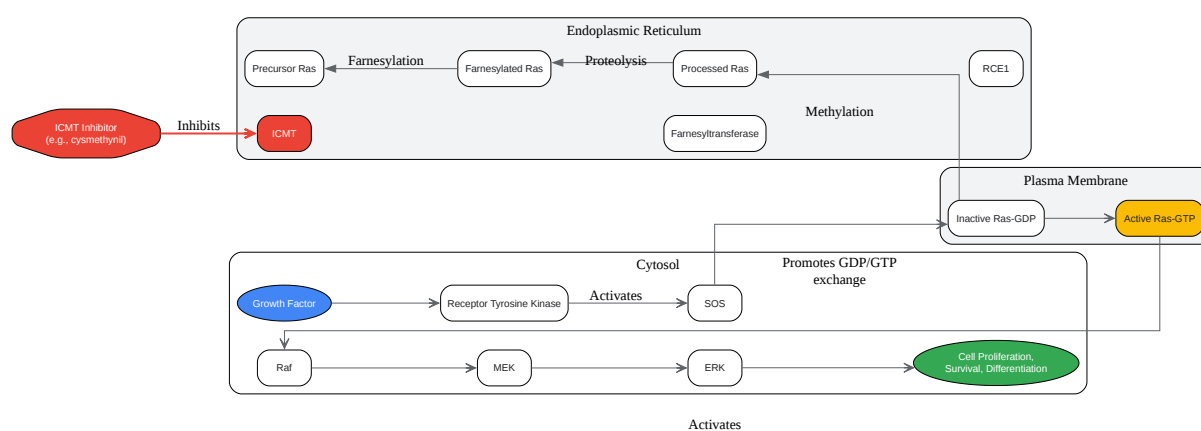 Endoplasmic Reticulum
Precursor Ras
Farnesylation
Farnesylated Ras
Proteolysis
Processed Ras
RCE1
ICMT Inhibitor
(e.g., cysmethynil)
Inhibits
ICMT
Farnesyltransferase
Methylation
Plasma Membrane
Inactive Ras-GDP
Active Ras-GTP
Cytosol
Promotes GDP/GTP
exchange
Growth Factor
Receptor Tyrosine Kinase
Activates
SOS
Raf
MEK
ERK
Cell Proliferation,
Survival, Differentiation
Activates